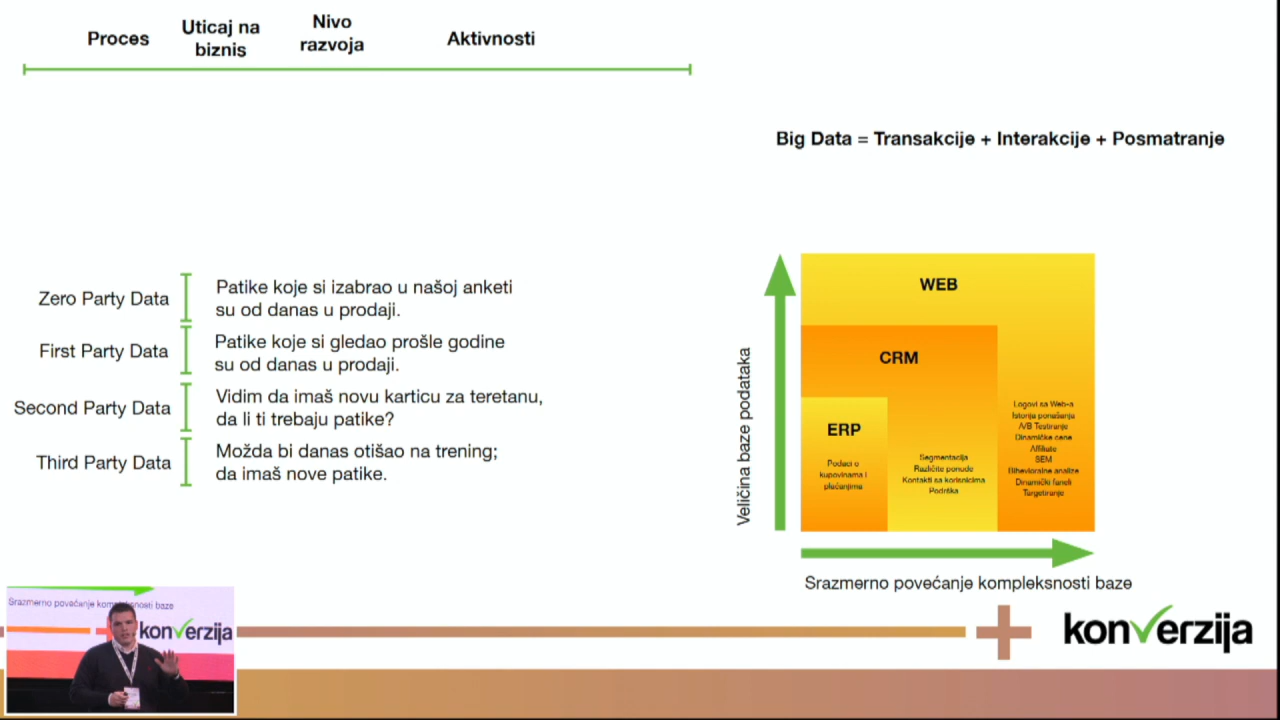 Proces
Uticaj na
biznis
Nivo
razvoja
Aktivnosti
Big Data = Transakcije + Interakcije + Posmatranje
Zero Party Data
Patike koje si izabrao u našoj anketi
su od danas u prodaji.
First Party Data
Patike koje si gledao prošle godine
su od danas u prodaji.
Second Party Data
Vidim da imaš novu karticu za teretanu,
da li ti trebaju patike?
Third Party Data
Možda bi danas otišao na trening;
da imaš nove patike.
Veličina baze podataka
WEB
CRM
ERP
Podaci o
kupovinama i
plaćanjima
Segmentacija
Različite ponude
Kontakti sa korisnicima
Podrška
Logovi sa Web-a
Istorija ponašanja
A/B Testiranje
Dinamičke cene
Affiliate
SEM
Bihevioralne analize
Dinamički faneli
Targetiranje
Srazmerno povećanje kompleksnosti baze
konverzija
Srazmerno povećanje kompleksnosti baze
konverzija